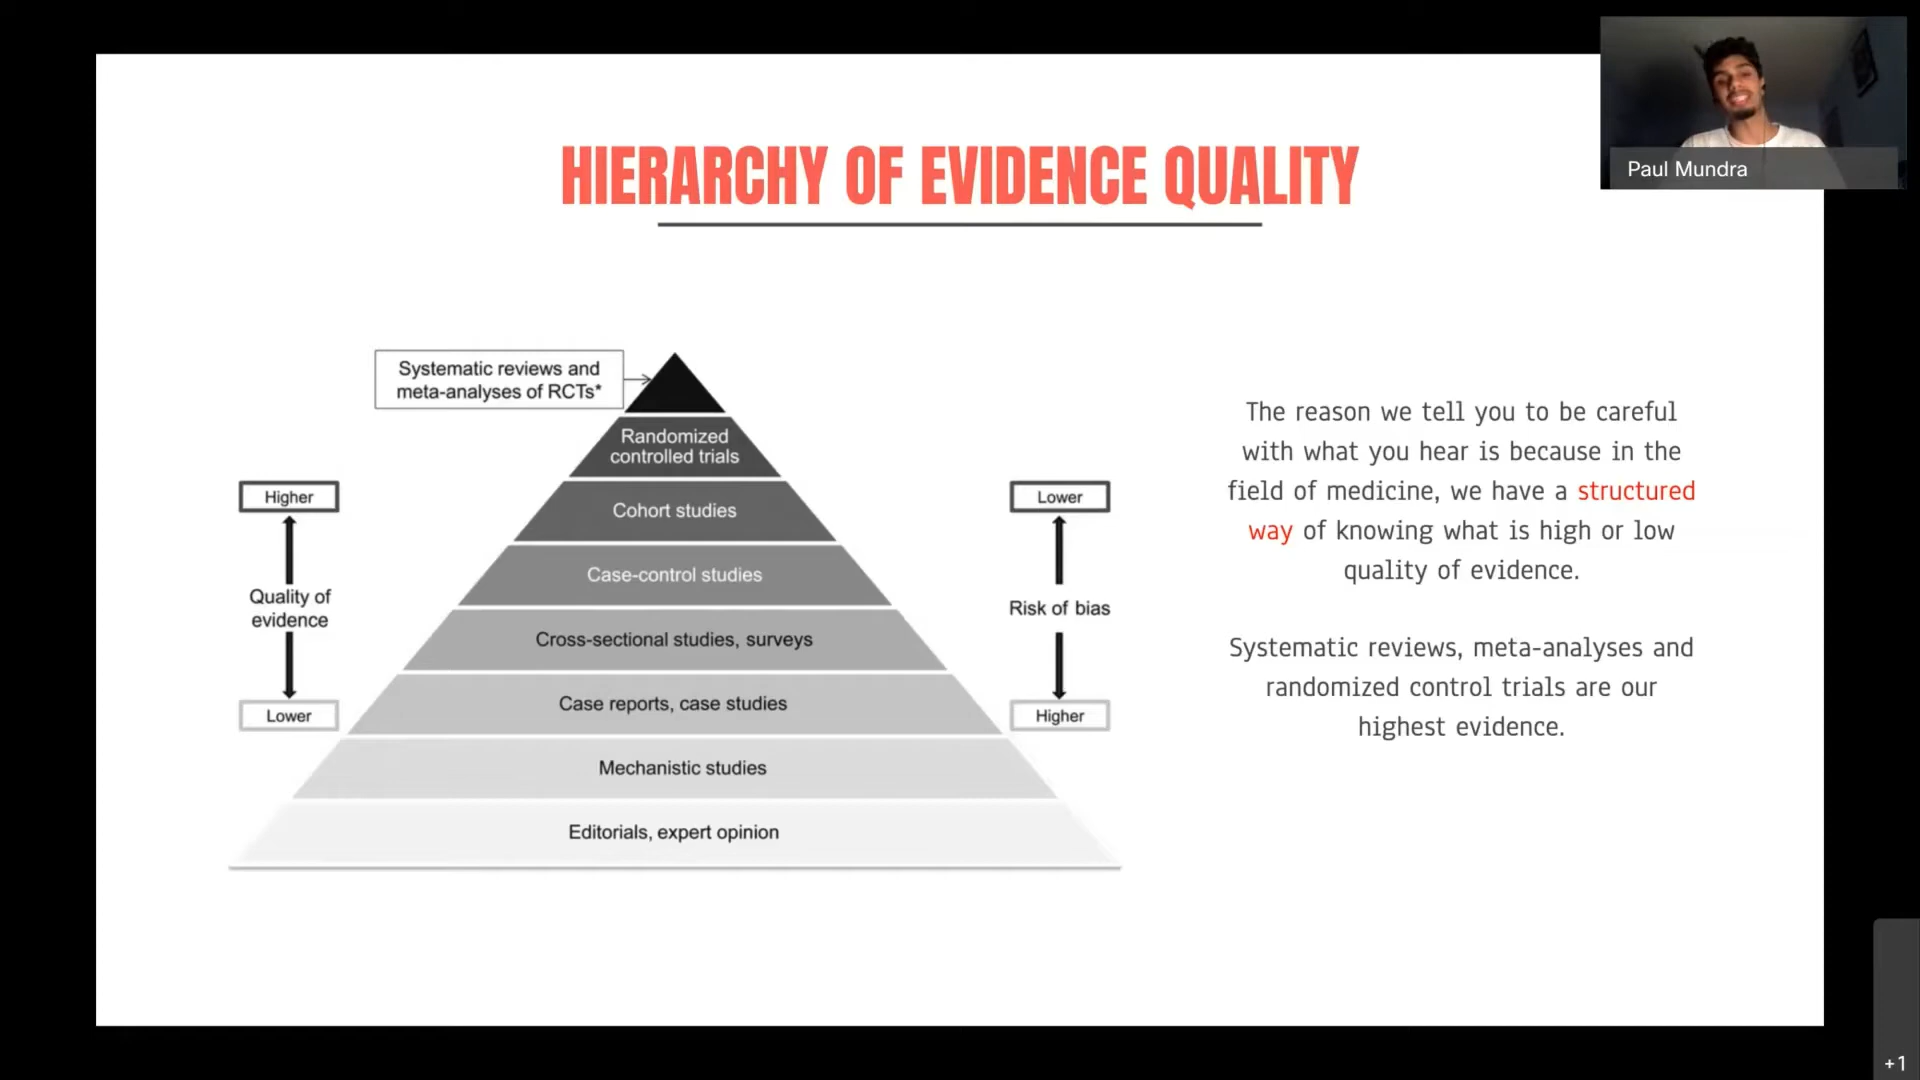 Paul Mundra
HIERARCHY OF EVIDENCE QUALITY
Systematic reviews and
meta-analyses of RCTs*
Randomized
controlled trials
Cohort studies
Case-control studies
Cross-sectional studies, surveys
Case reports, case studies
Mechanistic studies
Editorials, expert opinion
Higher
Quality of
evidence
Lower
Lower
Risk of bias
Higher
The reason we tell you to be careful
with what you hear is because in the
field of medicine, we have a structured
way of knowing what is high or low
quality of evidence.
Systematic reviews, meta-analyses and
randomized control trials are our
highest evidence.
+1